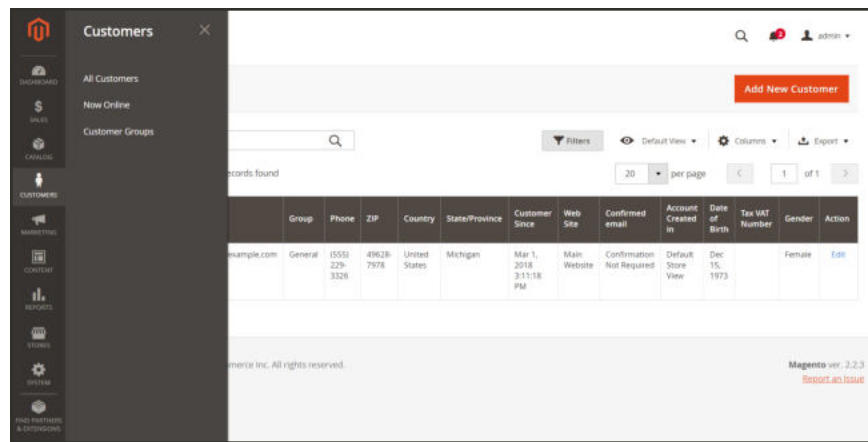 Customers
admin
DASHBOARD
All Customers
Add New Customer
Now Online
SALES
Customer Groups
CATALOG
Filters
Default View
Columns
Export
records found
20
per page
1
of 1
CUSTOMERS
Group
Phone
ZIP
Country
State/Province
Customer
Since
Web
Site
Confirmed
email
Account
Created
in
Date
of
Birth
Tax VAT
Number
Gender
Action
MARKETING
example.com
General
(555)
229-
3326
49628-
7978
United
States
Michigan
Mar 1,
2018
3:11:18
PM
Main
Website
Confirmation
Not Required
Default
Store
View
Dec
15,
1973
Female
Edit
CONTENT
REPORTS
STORES
SYSTEM
FIND PARTNERS
& EXTENSIONS
merce Inc. All rights reserved.
Magento ver. 2.2.3
Report an Issue